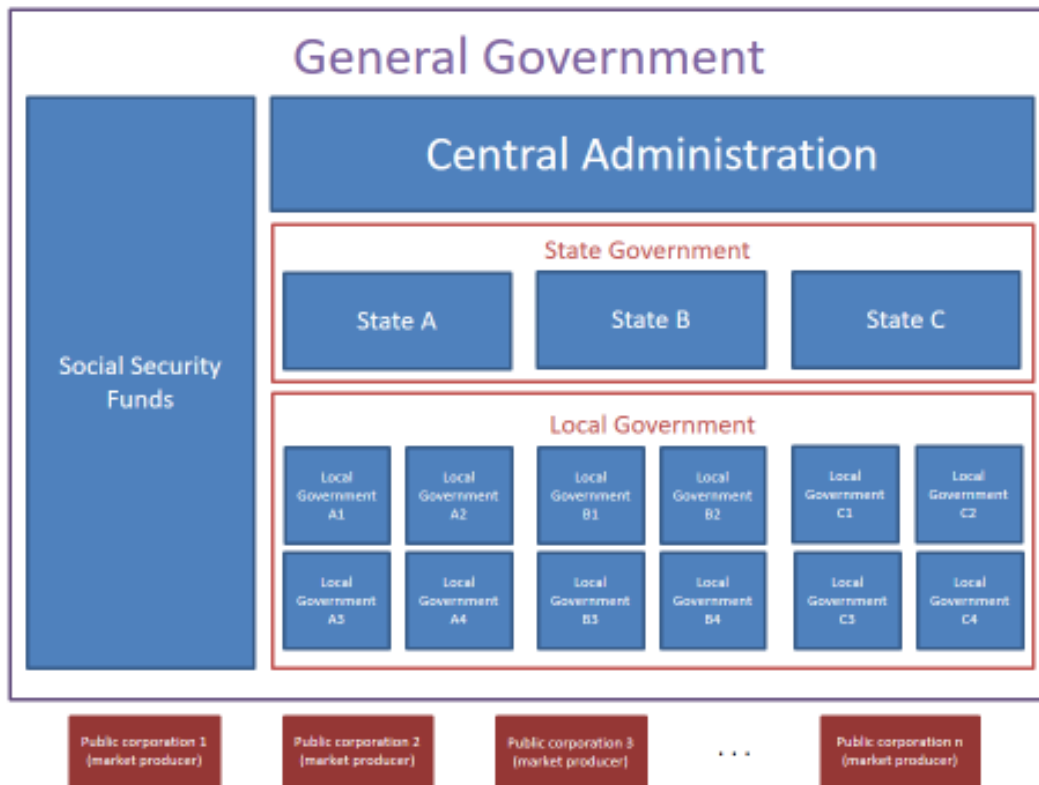 General Government
Central Administration
Social Security
Funds
State Government
State A
State B
State C
Local Government
Local
Government
A1
Local
Government
A2
Local
Government
B1
Local
Government
B2
Local
Government
C1
Local
Government
C2
Local
Government
A3
Local
Government
A4
Local
Government
B3
Local
Government
B4
Local
Government
C3
Local
Government
C4
Public corporation 1
(market producer)
Public corporation 2
(market producer)
Public corporation 3
(market producer)
...
Public corporation n
(market producer)